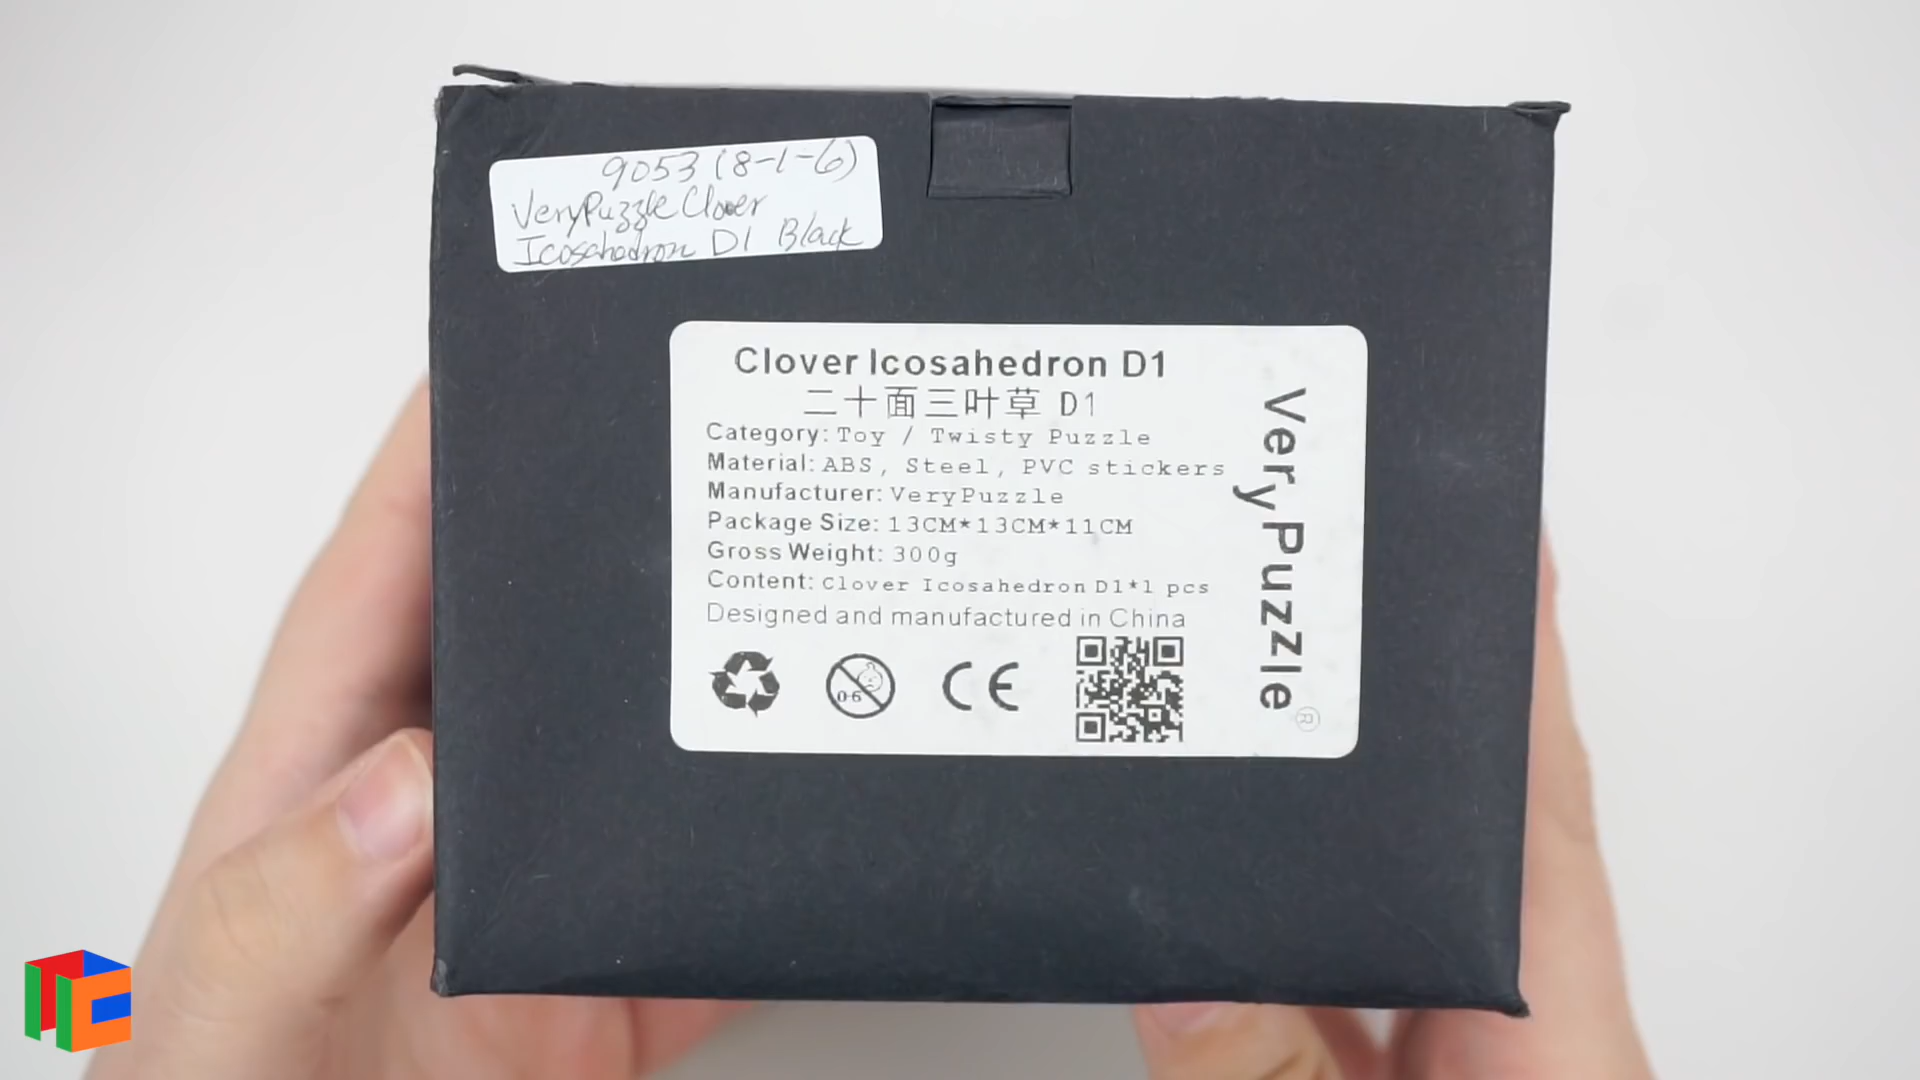 9053 (8-1-6)
VeryPuzzle Clover
Icosahedron D1 Black
Clover Icosahedron D1
二十面三叶草 D1
Category: Toy / Twisty Puzzle
Material: ABS, Steel, PVC stickers
Manufacturer: VeryPuzzle
Package Size: 13CM*13CM*11CM
Gross Weight: 300g
Content: Clover Icosahedron D1*1 pcs
Designed and manufactured in China
0-6
CE
VeryPuzzle®